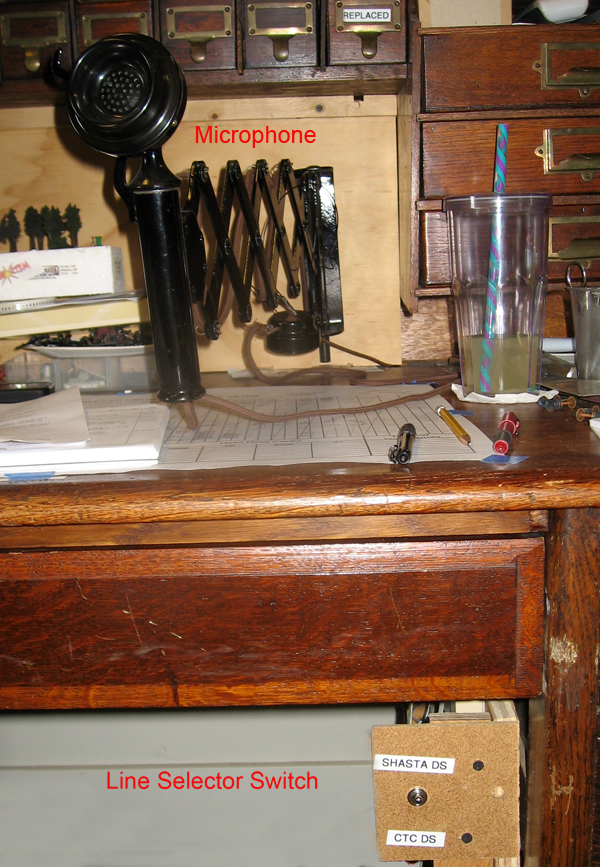 REPLACED
Microphone
SHASTA DS
Line Selector Switch
CTC DS